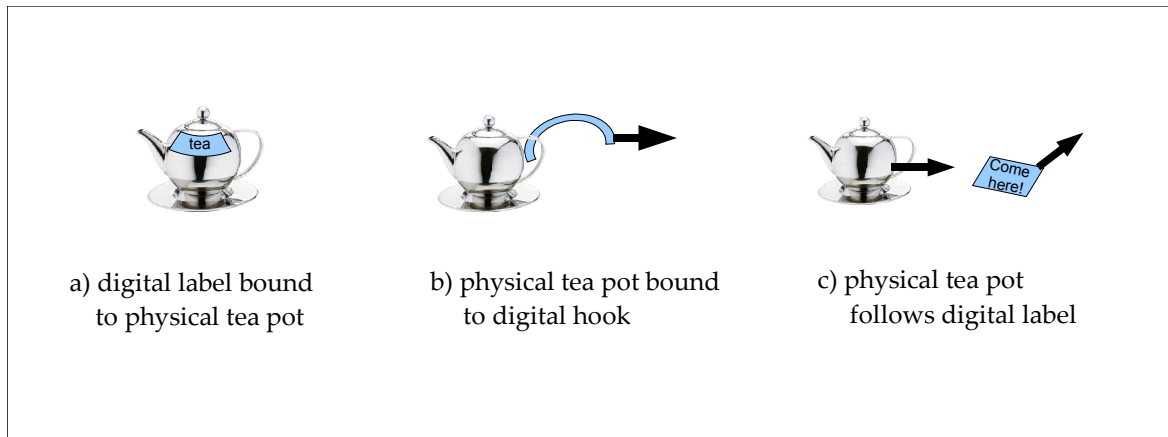 tea
Come
here!
a) digital label bound
to physical tea pot
b) physical tea pot bound
to digital hook
c) physical tea pot
follows digital label